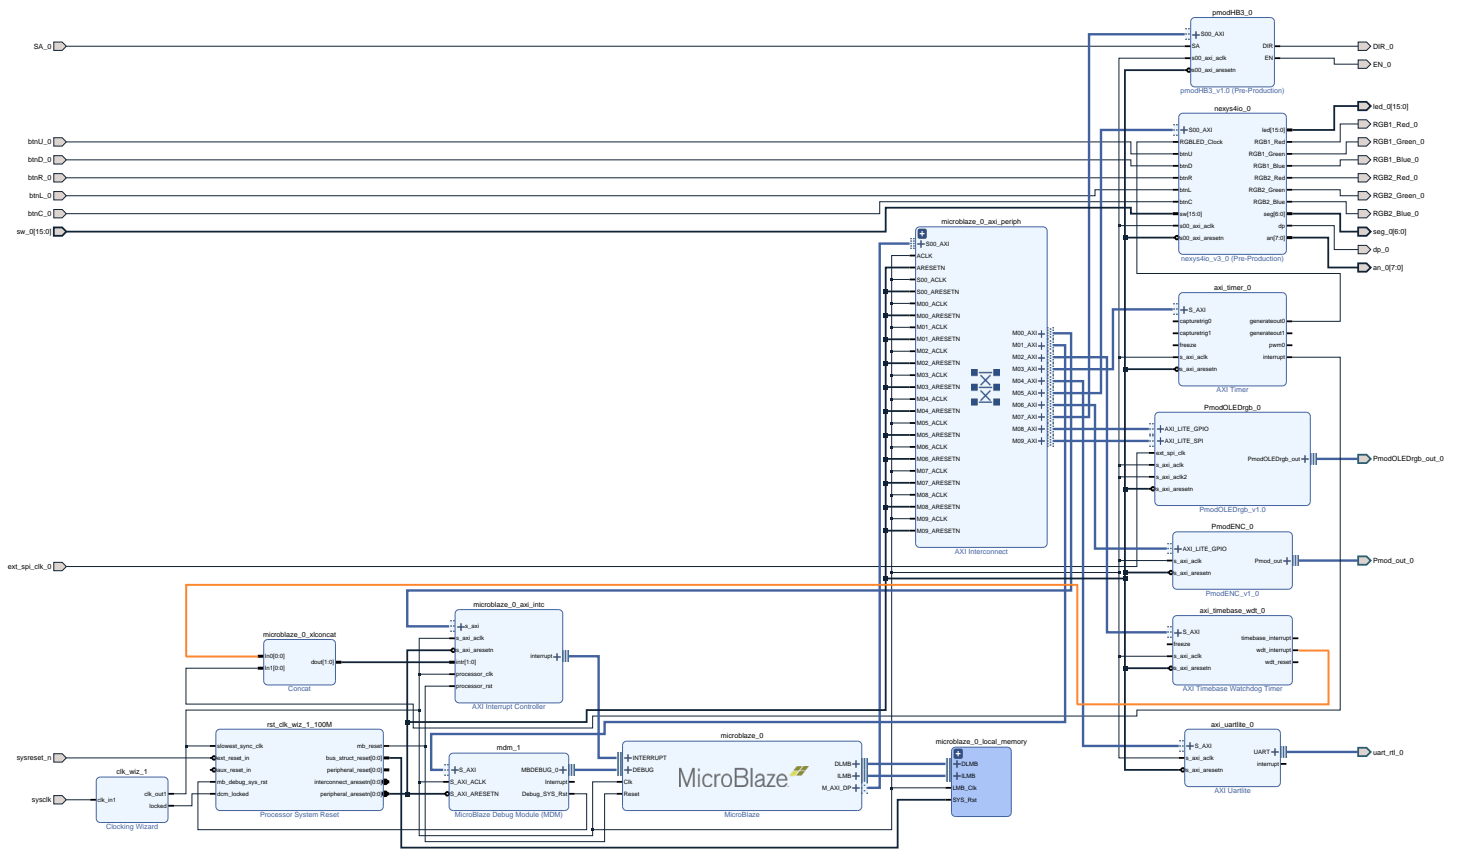 pmodHB3_0
S00_AXI
SA
s00_axi_aclk
s00_axi_aresetn
DIR
EN
pmodHB3_v1.0 (Pre-Production)
SA_0
DIR_0
EN_0
nexys4io_0
S00_AXI
RGBLED_Clock
btnU
btnD
btnR
btnL
btnC
sw[15:0]
s00_axi_aclk
s00_axi_aresetn
led[15:0]
RGB1_Red
RGB1_Green
RGB1_Blue
RGB2_Red
RGB2_Green
RGB2_Blue
seg[6:0]
dp
an[7:0]
nexys4io_v3_0 (Pre-Production)
led_0[15:0]
RGB1_Red_0
RGB1_Green_0
RGB1_Blue_0
RGB2_Red_0
RGB2_Green_0
RGB2_Blue_0
seg_0[6:0]
dp_0
an_0[7:0]
btnU_0
btnD_0
btnR_0
btnL_0
btnC_0
sw_0[15:0]
microblaze_0_axi_periph
S00_AXI
ACLK
ARESETN
S00_ACLK
S00_ARESETN
M00_ACLK
M00_ARESETN
M01_ACLK
M01_ARESETN
M02_ACLK
M02_ARESETN
M03_ACLK
M03_ARESETN
M04_ACLK
M04_ARESETN
M05_ACLK
M05_ARESETN
M06_ACLK
M06_ARESETN
M07_ACLK
M07_ARESETN
M08_ACLK
M08_ARESETN
M09_ACLK
M09_ARESETN
M00_AXI
M01_AXI
M02_AXI
M03_AXI
M04_AXI
M05_AXI
M06_AXI
M07_AXI
M08_AXI
M09_AXI
AXI Interconnect
axi_timer_0
S_AXI
capturetrig0
capturetrig1
freeze
s_axi_aclk
s_axi_aresetn
generateout0
generateout1
pwm0
interrupt
AXI Timer
PmodOLEDrgb_0
AXI_LITE_GPIO
AXI_LITE_SPI
ext_spi_clk
s_axi_aclk
s_axi_aclk2
s_axi_aresetn
PmodOLEDrgb_out
PmodOLEDrgb_v1.0
PmodOLEDrgb_out_0
PmodENC_0
AXI_LITE_GPIO
s_axi_aclk
s_axi_aresetn
Pmod_out
PmodENC_v1_0
Pmod_out_0
ext_spi_clk_0
axi_timebase_wdt_0
S_AXI
freeze
s_axi_aclk
s_axi_aresetn
timebase_interrupt
wdt_interrupt
wdt_reset
AXI Timebase Watchdog Timer
microblaze_0_axi_intc
s_axi
s_axi_aclk
s_axi_aresetn
intr[1:0]
processor_clk
processor_rst
interrupt
AXI Interrupt Controller
microblaze_0_xlconcat
In0[0:0]
In1[0:0]
dout[1:0]
Concat
rst_clk_wiz_1_100M
slowest_sync_clk
ext_reset_in
aux_reset_in
mb_debug_sys_rst
dcm_locked
mb_reset
bus_struct_reset[0:0]
peripheral_reset[0:0]
interconnect_aresetn[0:0]
peripheral_aresetn[0:0]
Processor System Reset
sysreset_n
sysclk
clk_wiz_1
clk_in1
clk_out1
locked
Clocking Wizard
mdm_1
S_AXI
S_AXI_ACLK
S_AXI_ARESETN
MBDEBUG_0
Interrupt
Debug_SYS_Rst
MicroBlaze Debug Module (MDM)
microblaze_0
INTERRUPT
DEBUG
Clk
Reset
MicroBlaze
DLMB
ILMB
M_AXI_DP
MicroBlaze
microblaze_0_local_memory
DLMB
ILMB
LMB_Clk
SYS_Rst
axi_uartlite_0
S_AXI
s_axi_aclk
s_axi_aresetn
UART
interrupt
AXI Uartlite
uart_rtl_0